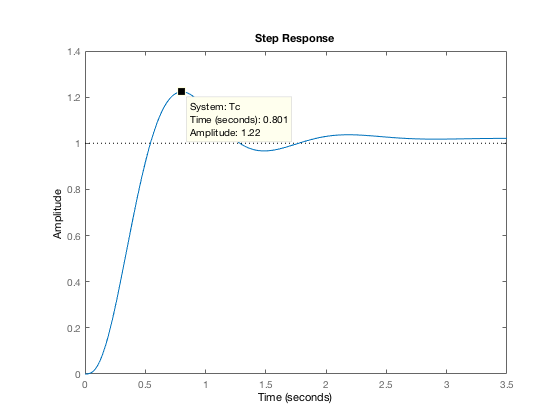 Step Response
1.4
1.2
1
0.8
0.6
0.4
0.2
0
Amplitude
System: Tc
Time (seconds): 0.801
Amplitude: 1.22
0 0.5 1 1.5 2 2.5 3 3.5
Time (seconds)